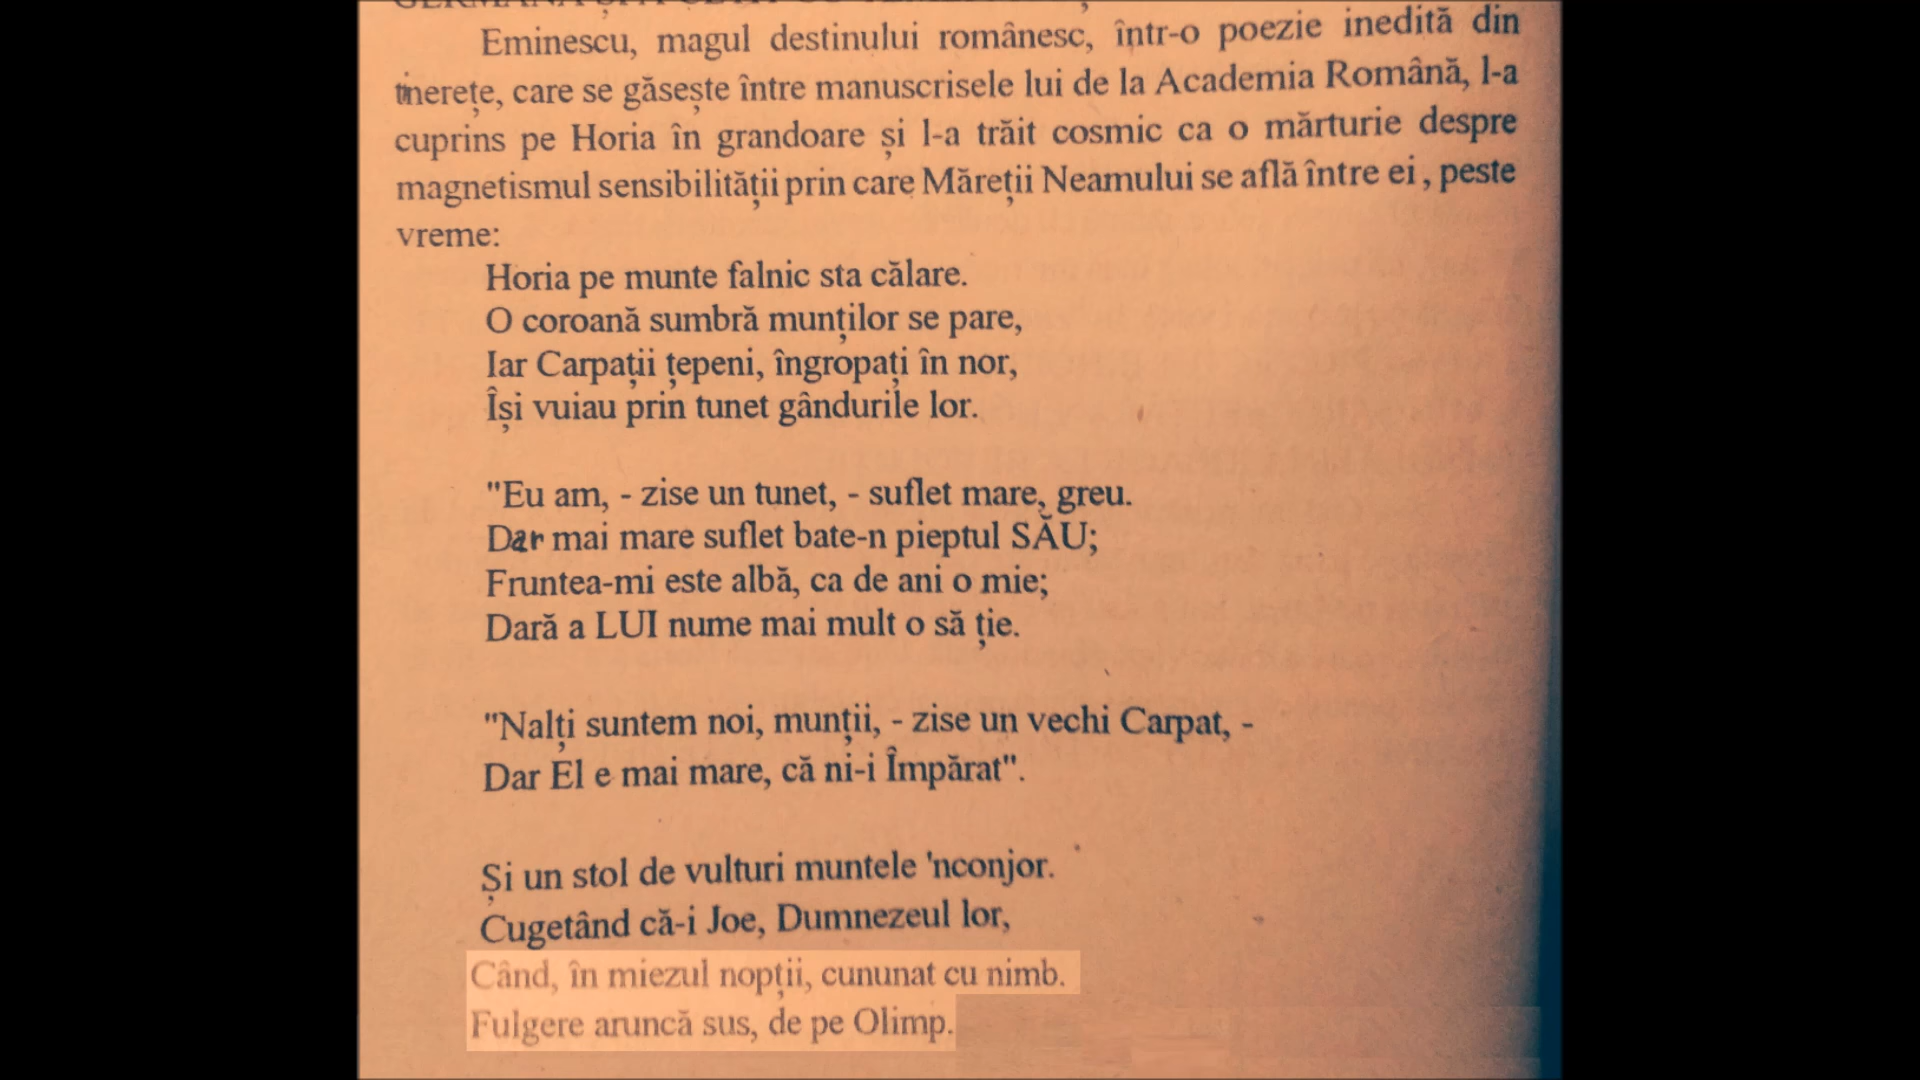 Eminescu, magul destinului românesc, într-o poezie inedită din
tinerețe, care se găsește între manuscrisele lui de la Academia Română, l-a
cuprins pe Horia în grandoare și l-a trăit cosmic ca o mărturie despre
magnetismul sensibilității prin care Măreții Neamului se află între ei , peste
vreme:
Horia pe munte falnic sta călare.
O coroană sumbră munților se pare,
Iar Carpații țepeni, îngropați în nor,
Își vuiau prin tunet gândurile lor.
"Eu am, - zise un tunet, - suflet mare, greu.
Dar mai mare suflet bate-n pieptul SĂU;
Fruntea-mi este albă, ca de ani o mie;
Dară a LUI nume mai mult o să ție.
"Nalți suntem noi, munții, - zise un vechi Carpat, -
Dar El e mai mare, că ni-i Împărat".
Și un stol de vulturi muntele 'nconjor.
Cugetând că-i Joe, Dumnezeul lor,
Când, în miezul nopții, cununat cu nimb.
Fulgere aruncă sus, de pe Olimp.